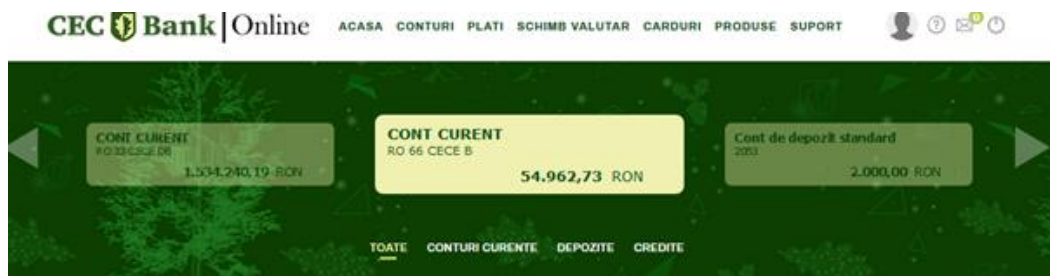 CEC Bank | Online
ACASA CONTURI PLATI SCHIMB VALUTAR CARDURI PRODUSE SUPORT
CONT CURENT
1.534.240,19 RON
CONT CURENT
RO 66 CECE B
54.962,73 RON
Cont de depozit standard
2053
2.000,00 RON
TOATE CONTURI CURENTE DEPOZITE CREDITE